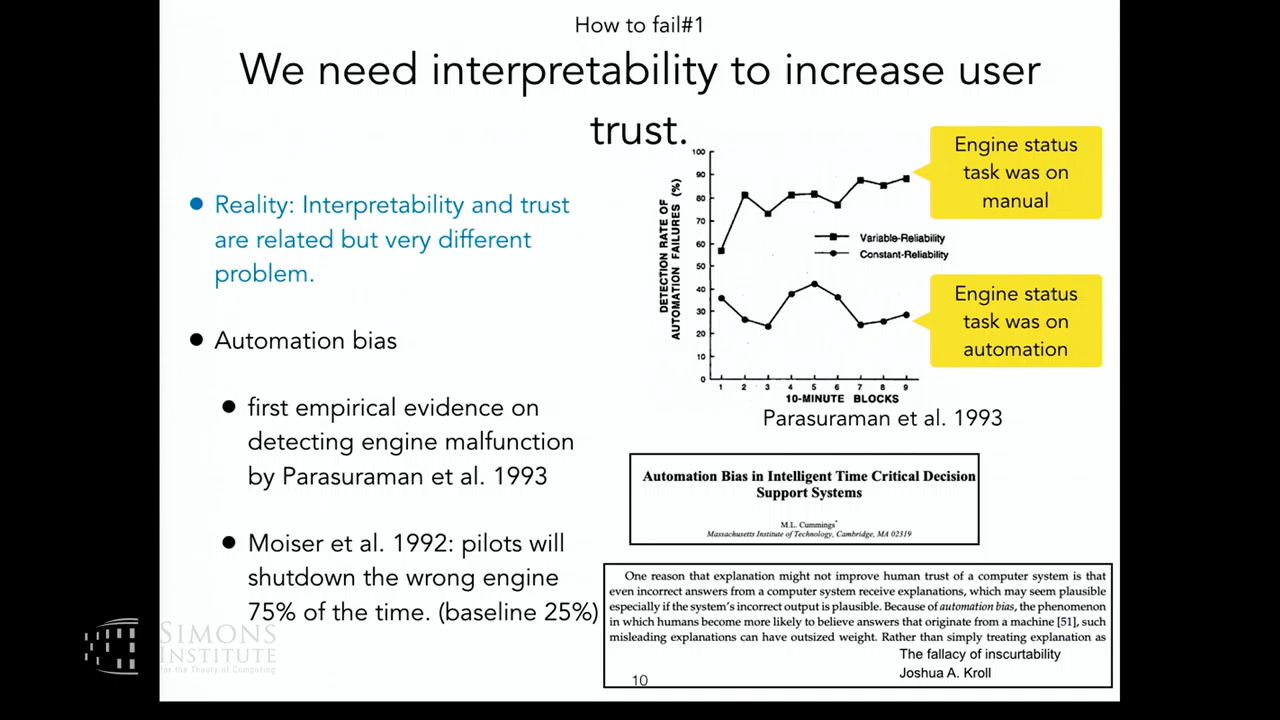 How to fail#1
We need interpretability to increase user
trust.
Reality: Interpretability and trust
are related but very different
problem.
Automation bias
first empirical evidence on
detecting engine malfunction
by Parasuraman et al. 1993
Moiser et al. 1992: pilots will
shutdown the wrong engine
75% of the time. (baseline 25%)
DETECTION RATE OF
AUTOMATION FAILURES (%)
100
90
80
70
60
50
40
30
20
10
0
1 2 3 4 5 6 7 8 9
10-MINUTE BLOCKS
Variable-Reliability
Constant-Reliability
Engine status
task was on
manual
Engine status
task was on
automation
Parasuraman et al. 1993
Automation Bias in Intelligent Time Critical Decision
Support Systems
M.L. Cummings*
Massachusetts Institute of Technology, Cambridge, MA 02319
One reason that explanation might not improve human trust of a computer system is that
even incorrect answers from a computer system receive explanations, which may seem plausible
especially if the system's incorrect output is plausible. Because of automation bias, the phenomenon
in which humans become more likely to believe answers that originate from a machine [51], such
misleading explanations can have outsized weight. Rather than simply treating explanation as
The fallacy of inscurtability
Joshua A. Kroll
10
SIMONS
INSTITUTE
for the Theory of Computing